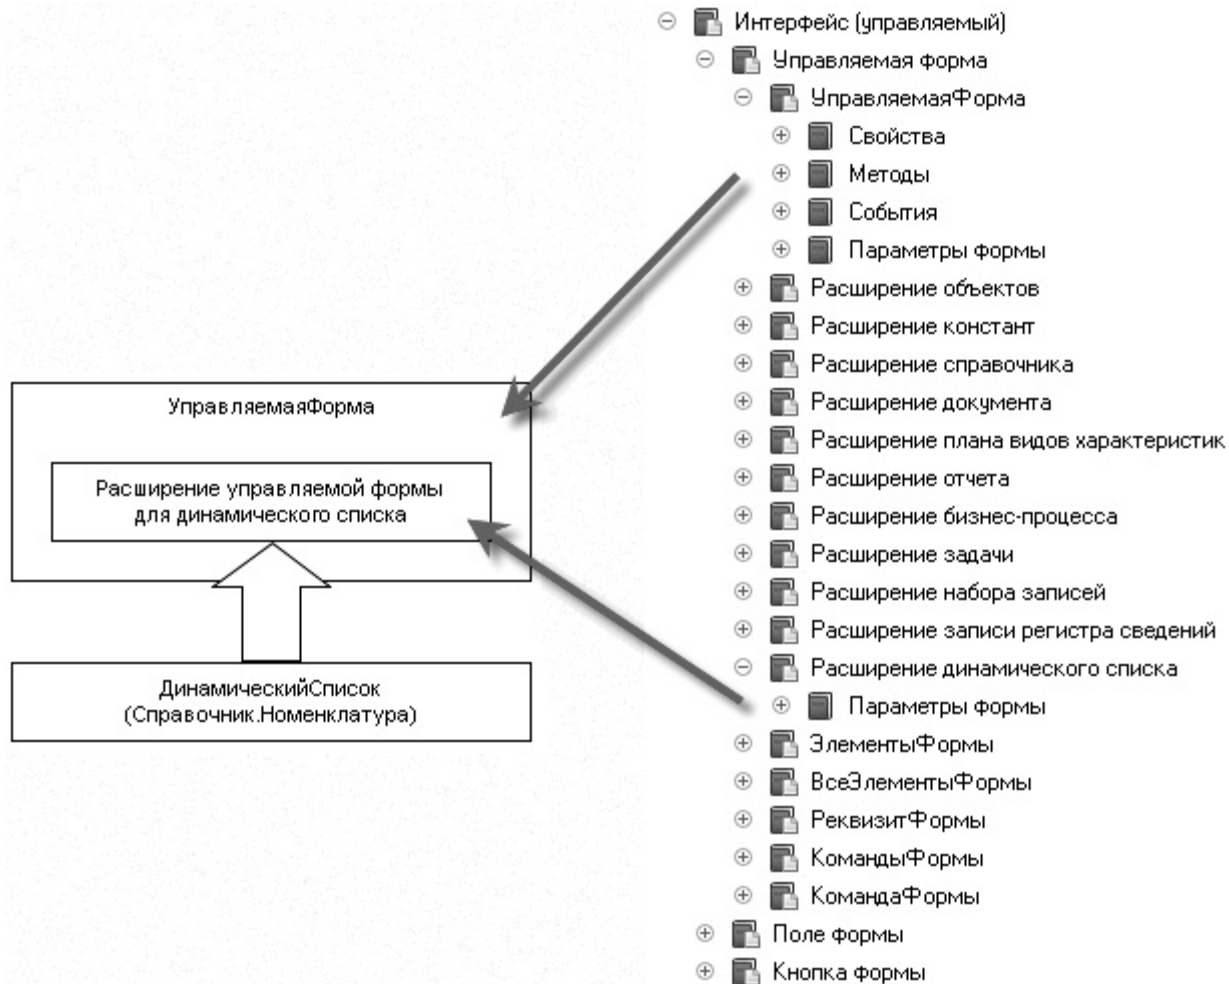 УправляемаяФорма
Расширение управляемой формы
для динамического списка
ДинамическийСписок
(Справочник.Номенклатура)
Интерфейс (управляемый)
Управляемая форма
УправляемаяФорма
Свойства
Методы
События
Параметры формы
Расширение объектов
Расширение констант
Расширение справочника
Расширение документа
Расширение плана видов характеристик
Расширение отчета
Расширение бизнес-процесса
Расширение задачи
Расширение набора записей
Расширение записи регистра сведений
Расширение динамического списка
Параметры формы
ЭлементыФормы
ВсеЭлементыФормы
РеквизитФормы
КомандыФормы
КомандаФормы
Поле формы
Кнопка формы